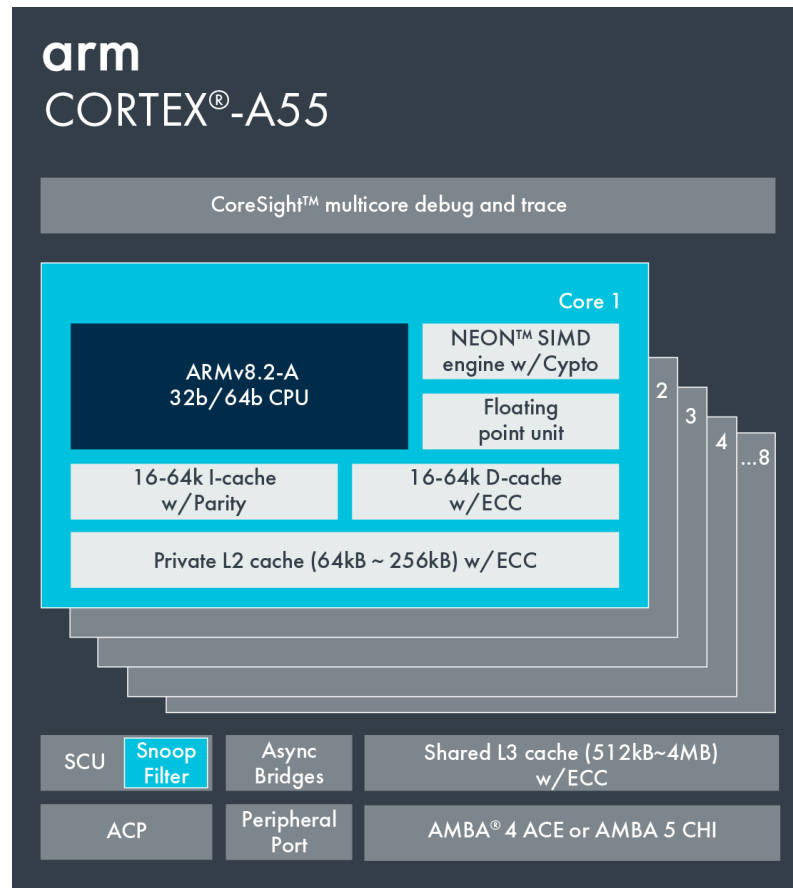 arm
CORTEX®-A55
CoreSight™ multicore debug and trace
Core 1
ARMv8.2-A
32b/64b CPU
NEON™ SIMD
engine w/Cypto
Floating
point unit
16-64k I-cache
w/Parity
16-64k D-cache
w/ECC
Private L2 cache (64kB ~ 256kB) w/ECC
2
3
4
...8
SCU
Snoop
Filter
Async
Bridges
Shared L3 cache (512kB~4MB)
w/ECC
ACP
Peripheral
Port
AMBA® 4 ACE or AMBA 5 CHI